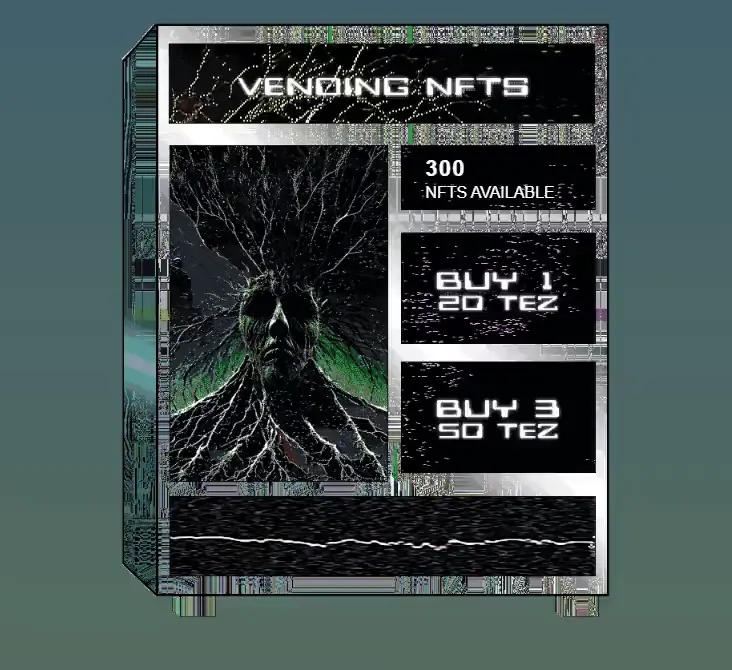 VENDING NFTS
300
NFTS AVAILABLE
BUY 1
20 TEZ
BUY 3
50 TEZ